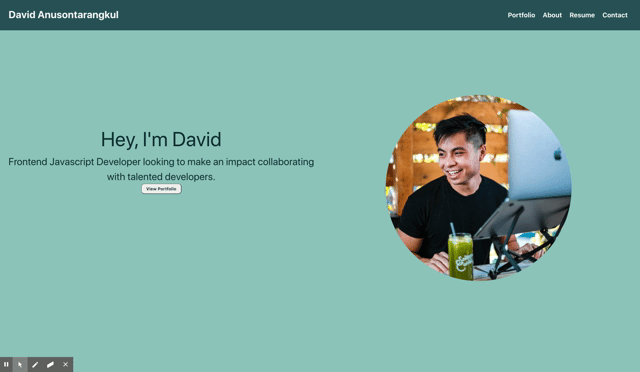 David Anusontarangkul
Portfolio About Resume Contact
Hey, I'm David
Frontend Javascript Developer looking to make an impact collaborating
with talented developers.
View Portfolio